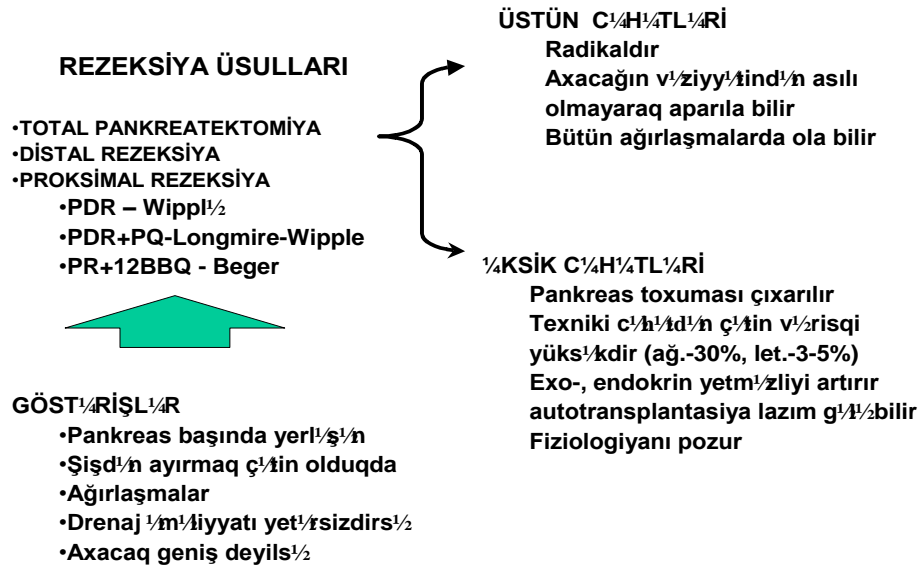 REZEKSİYA ÜSULLARI
•TOTAL PANKREATEKTOMİYA
•DİSTAL REZEKSİYA
•PROKSİMAL REZEKSİYA
•PDR – Wippl½
•PDR+PQ-Longmire-Wipple
•PR+12BBQ - Beger
GÖST¼RİŞL¼R
•Pankreas başında yerl½ş½n
•Şişd½n ayırmaq ç½tin olduqda
•Ağırlaşmalar
•Drenaj ½m½liyyatı yet½rsizdirs½
•Axacaq geniş deyils½
ÜSTÜN C¼H¼TL¼Rİ
Radikaldır
Axacağın v½ziyy½tind½n asılı
olmayaraq aparıla bilir
Bütün ağırlaşmalarda ola bilir
¼KSİK C¼H¼TL¼Rİ
Pankreas toxuması çıxarılır
Texniki c½h½td½n ç½tin v½risqi
yüks½kdir (ağ.-30%, let.-3-5%)
Exo-, endokrin yetm½zliyi artırır
autotransplantasiya lazım g½l½bilir
Fiziologiyanı pozur